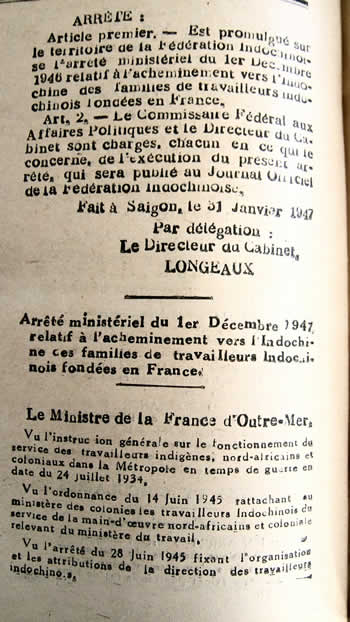 ARRÊTE :
Article premier. — Est promulgué sur
le territoire de la Fédération Indochinoi-
se l'arrêté ministériel du 1er Décembre
1946 relatif à l'acheminement vers l'Indo-
chine des familles de travailleurs indo-
chinois fondées en France.
Art. 2. — Le Commissaire Fédéral aux
Affaires Politiques et le Directeur du Ca-
binet sont chargés, chacun en ce qui le
concerne, de l'exécution du présent ar-
rêté, qui sera publié au Journal Officiel
de la Fédération Indochinoise.
Fait à Saigon, le 31 Janvier 1947
Par délégation :
Le Directeur du Cabinet,
LONGEAUX
Arrêté ministériel du 1er Décembre 1947
relatif à l'acheminement vers l'Indochi-
ne ces familles de travailleurs Indochi-
nois fondées en France.
Le Ministre de la France d'Outre-Mer,
Vu l'instruc ion générale sur le fonctionnement du
service des travailleurs indigènes, nord-africains et
coloniaux dans la Métropole en temps de guerre en
date du 24 juillet 1934,
Vu l'ordonnance du 14 Juin 1945 rattachant au
ministère des colonies les travailleurs Indochinois du
service de la main-d'œuvre nord-africains et coloniale
relevant du ministère du travail,
Vu l'arrêté du 28 Juin 1945 fixant l'organisation
et les attributions de la direction des travailleurs
indochinois,